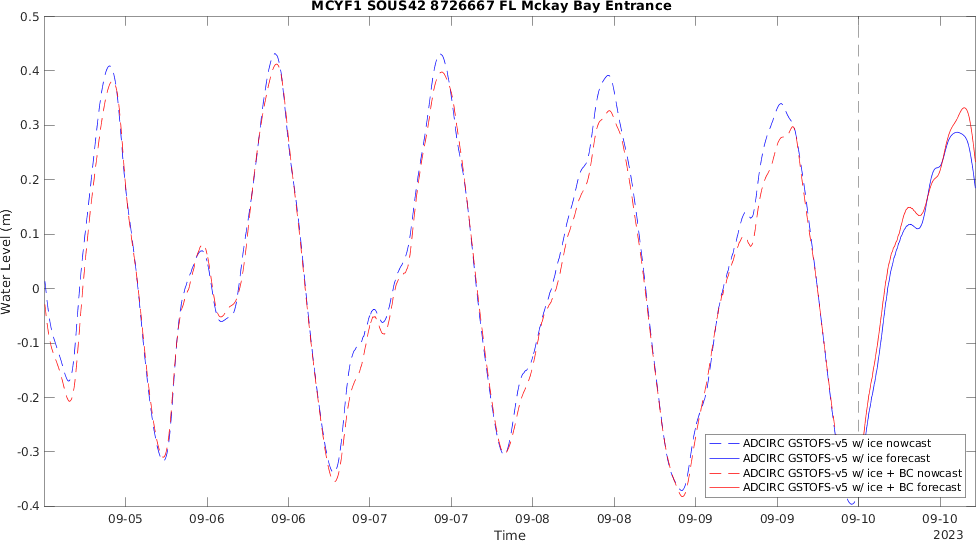 MCYF1 SOUS42 8726667 FL Mckay Bay Entrance
0.5
0.4
0.3
0.2
0.1
0
-0.1
-0.2
-0.3
-0.4
Water Level (m)
ADCIRC GSTOFS-v5 w/ ice nowcast
ADCIRC GSTOFS-v5 w/ ice forecast
ADCIRC GSTOFS-v5 w/ ice + BC nowcast
ADCIRC GSTOFS-v5 w/ ice + BC forecast
09-05 09-06 09-06 09-07 09-07 09-08 09-08 09-09 09-09 09-10 09-10
Time
2023